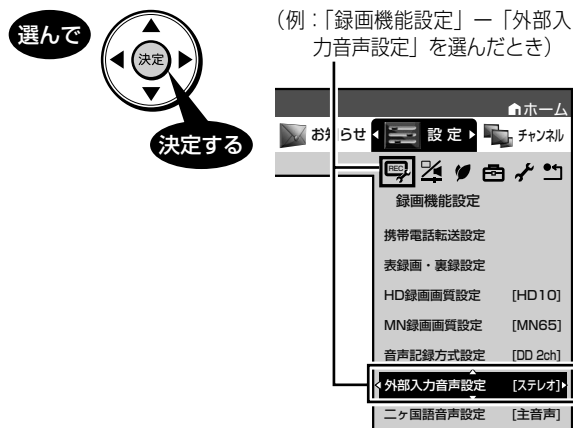 選んで
決定
決定する
(例:「録画機能設定」ー「外部入
力音声設定」を選んだとき)
ホーム
お知らせ 設定 チャンネル
REC
録画機能設定
携帯電話転送設定
表録画・裏録設定
HD録画画質設定 [HD10]
MN録画画質設定 [MN65]
音声記録方式設定 [DD 2ch]
外部入力音声設定 [ステレオ]
二ヶ国語音声設定 [主音声]